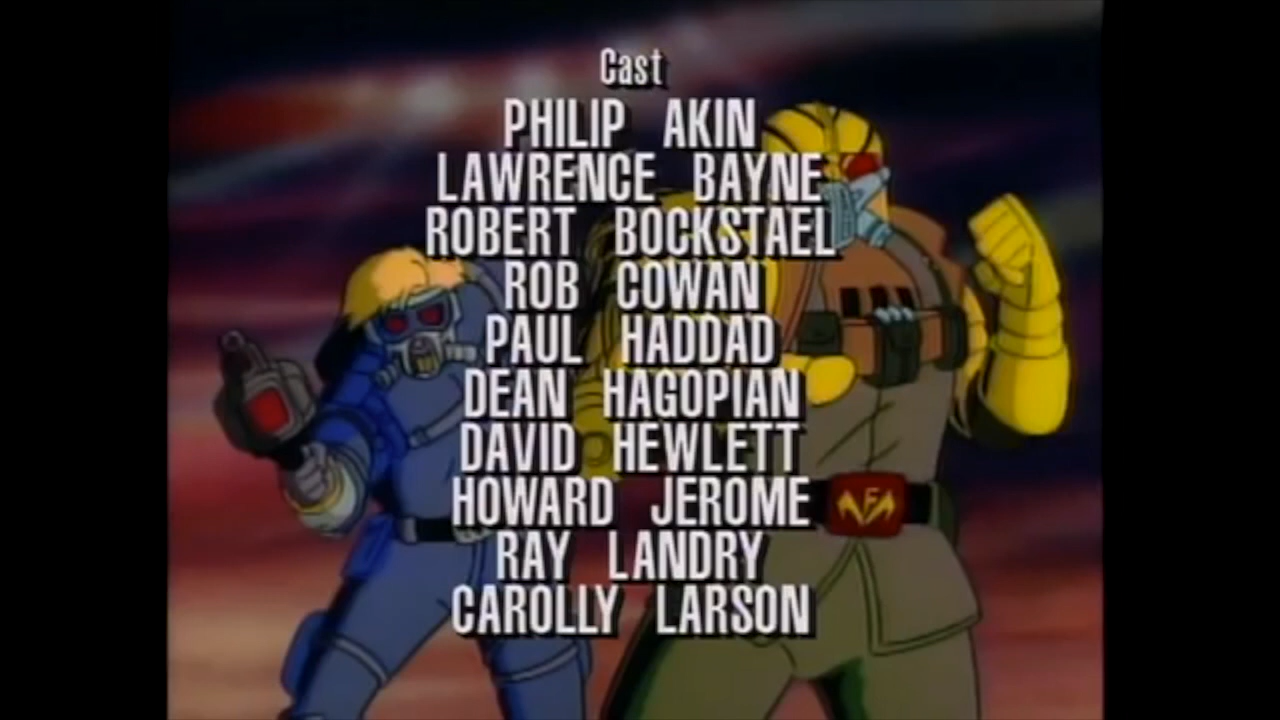 Cast
PHILIP AKIN
LAWRENCE BAYNE
ROBERT BOCKSTAEL
ROB COWAN
PAUL HADDAD
DEAN HAGOPIAN
DAVID HEWLETT
HOWARD JEROME
RAY LANDRY
CAROLLY LARSON